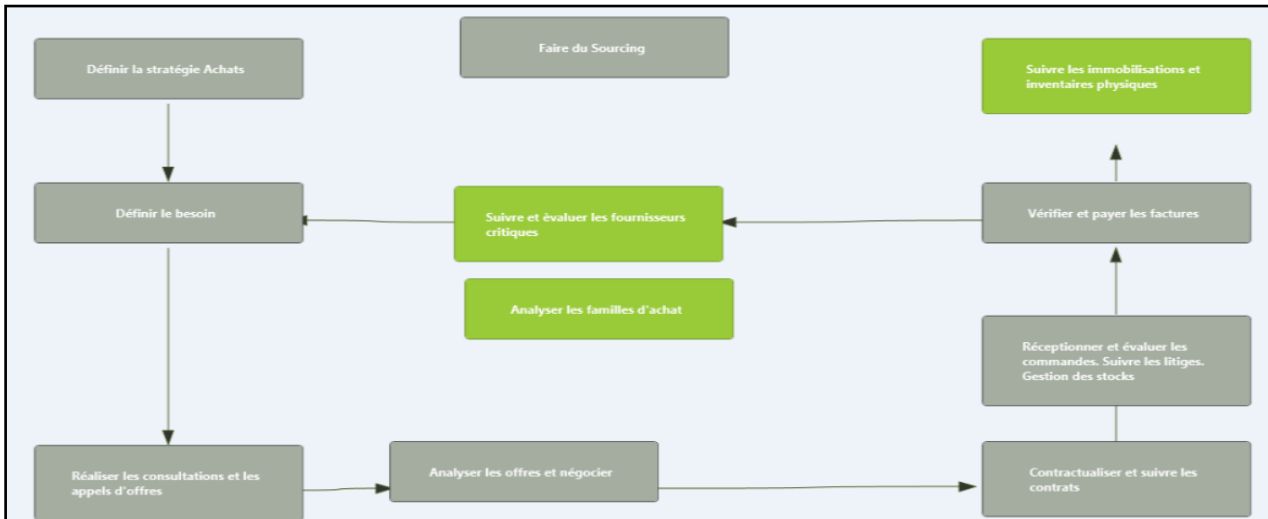 Faire du Sourcing
Définir la stratégie Achats
Suivre les immobilisations et
inventaires physiques
Définir le besoin
Suivre et èvaluer les fournisseurs
critiques
Vérifier et payer les factures
Analyser les familles d'achat
Réceptionner et évaluer les
commandes. Suivre les litiges.
Gestion des stocks
Réaliser les consultations et les
appels d'offres
Analyser les offres et négocier
Contractualiser et suivre les
contrats